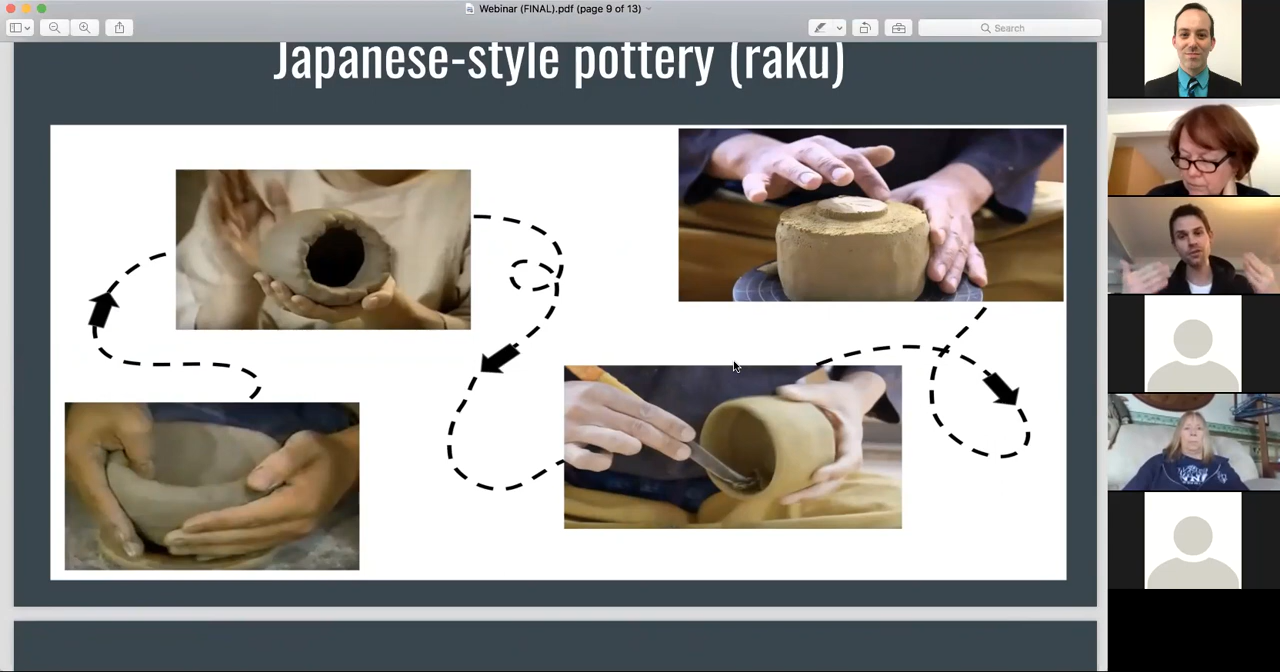 Webinar (FINAL).pdf (page 9 of 13)
Search
Japanese-style pottery (raku)